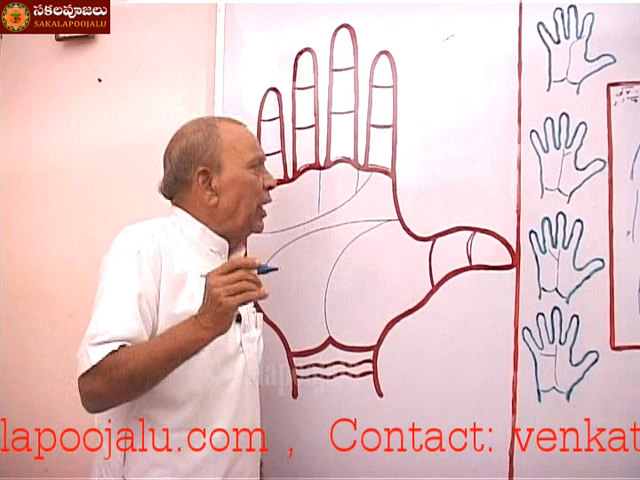 సకలపూజలు
SAKALAPOOJALU
lapoojalu.com , Contact: venkat